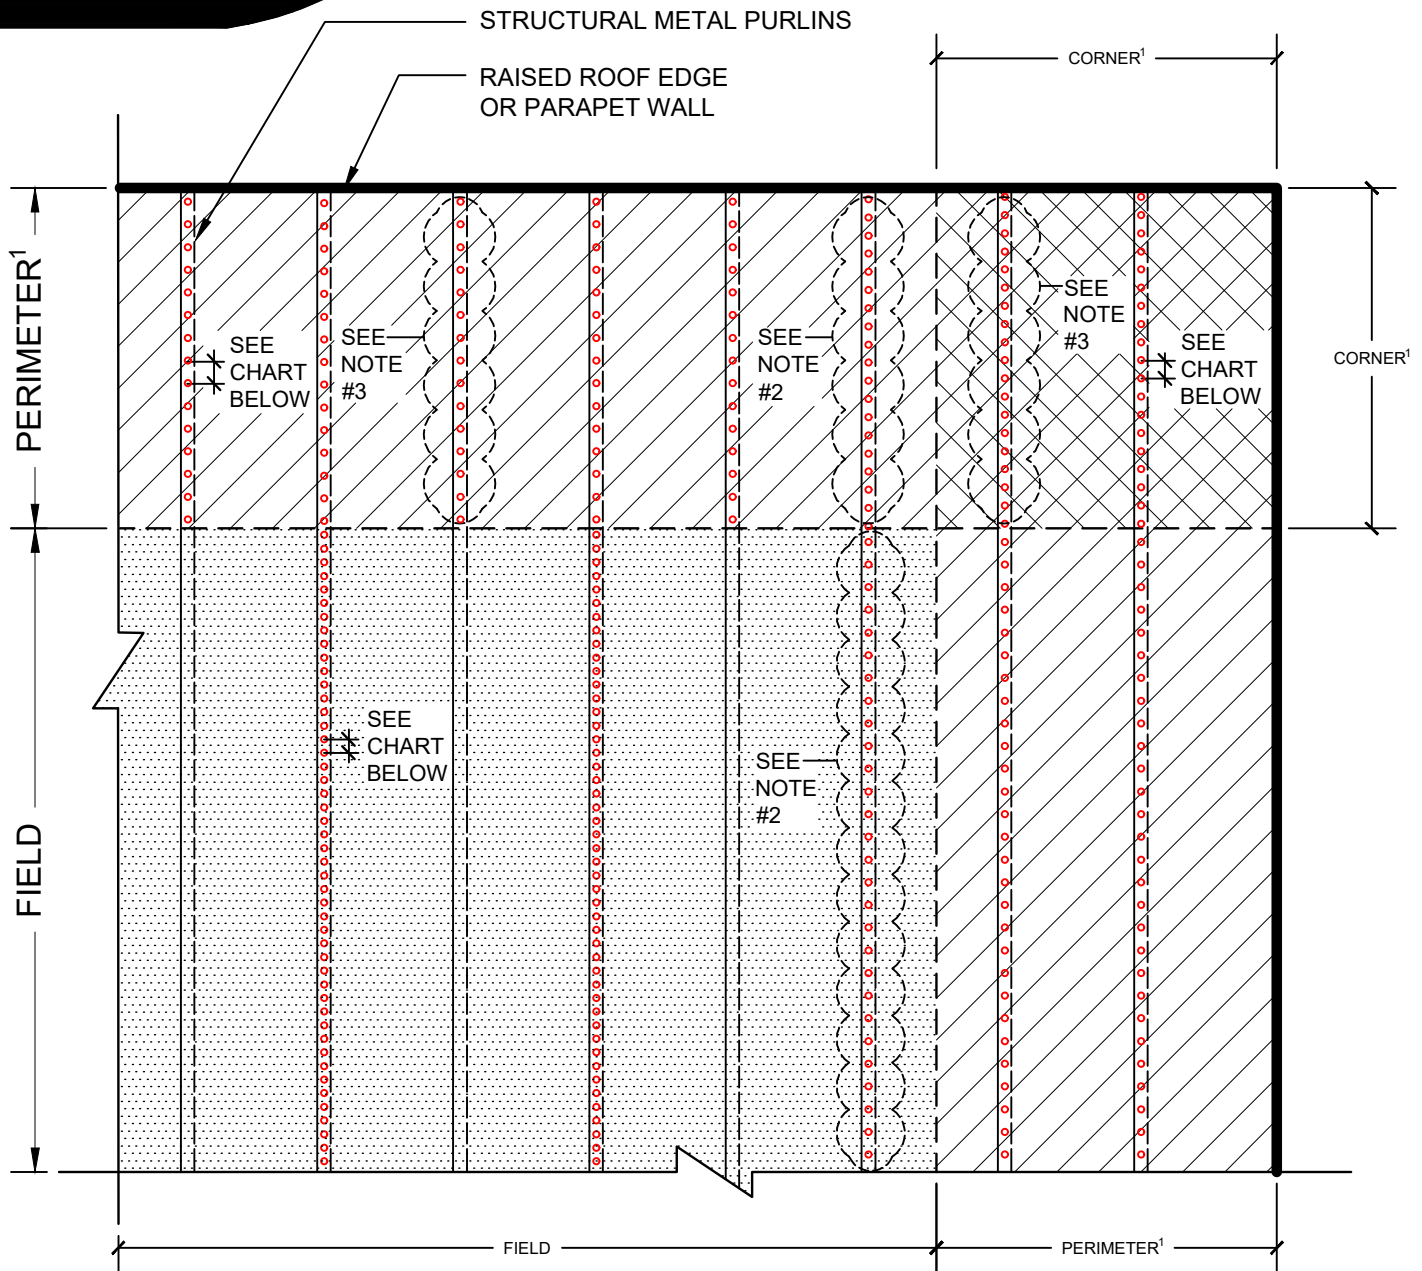 STRUCTURAL METAL PURLINS
RAISED ROOF EDGE
OR PARAPET WALL
CORNER¹
PERIMETER¹
SEE
CHART
BELOW
SEE
NOTE
#3
SEE
NOTE
#2
SEE
NOTE
#3
SEE
CHART
BELOW
CORNER¹
FIELD
SEE
CHART
BELOW
SEE
NOTE
#2
FIELD
PERIMETER¹